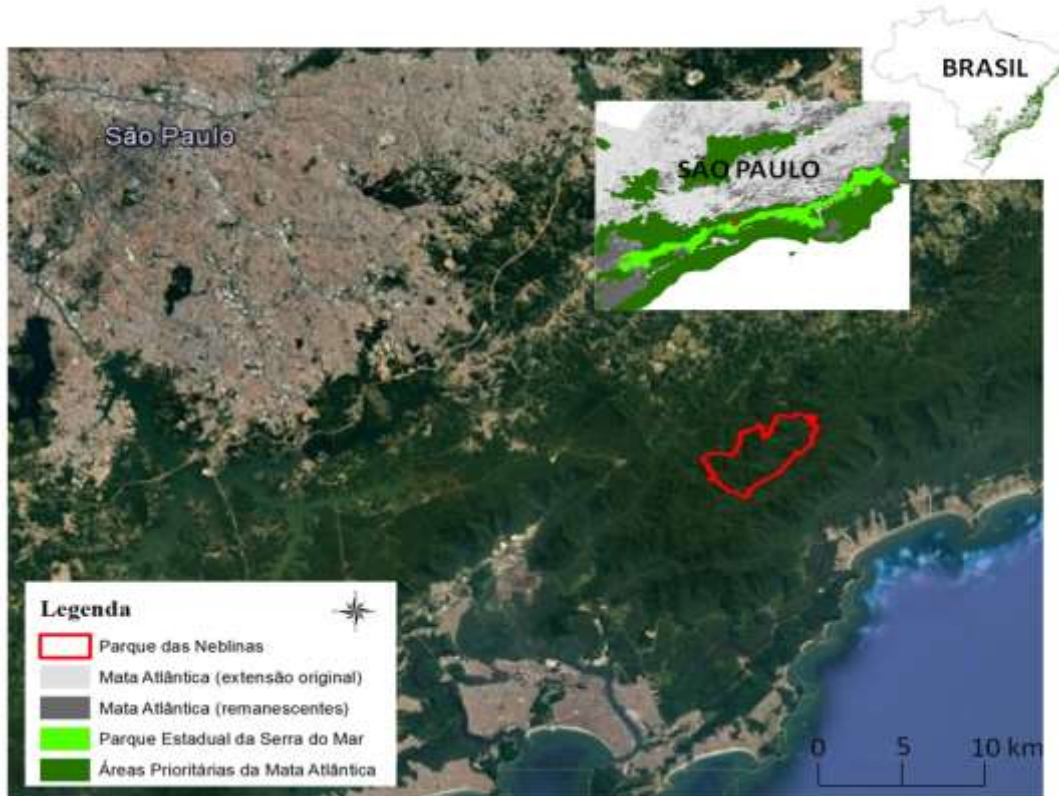 BRASIL
São Paulo
SÃO PAULO
Legenda
Parque das Neblinas
Mata Atlântica (extensão original)
Mata Atlântica (remanescentes)
Parque Estadual da Serra do Mar
Áreas Prioritárias da Mata Atlântica
0 5 10 km